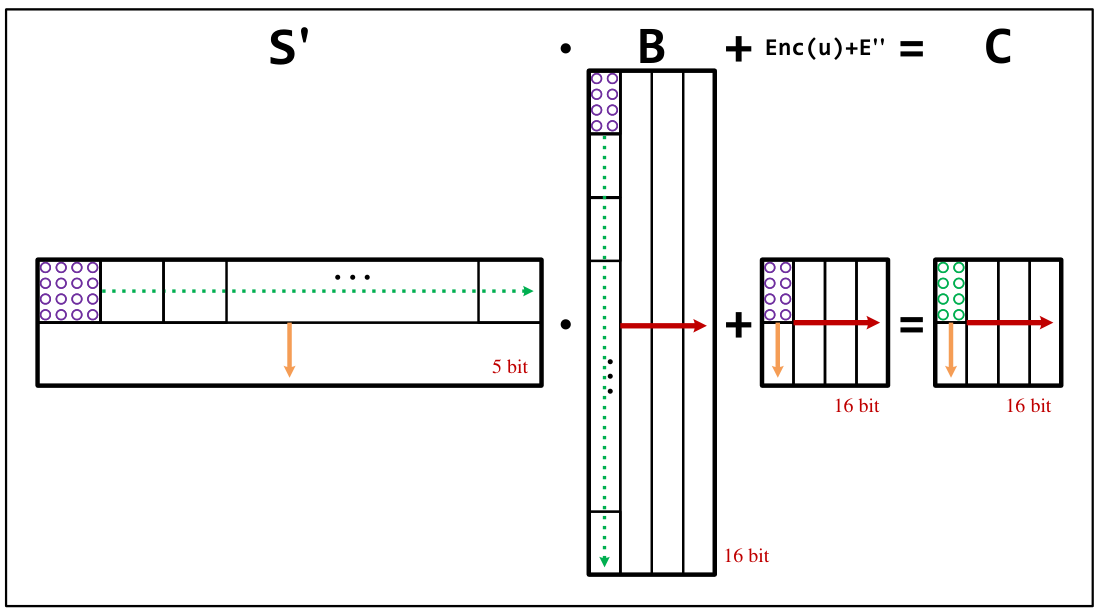 S' · B + Enc(u)+E'' = C
...
· + =
...
5 bit
16 bit
16 bit
16 bit